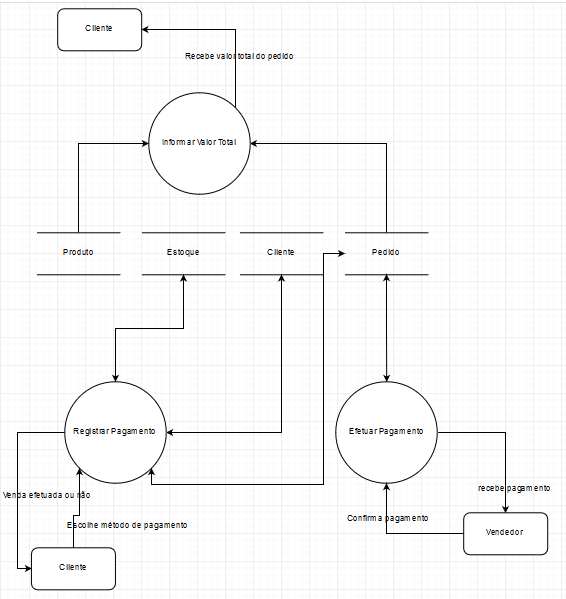 Cliente
Recebe valor total do pedido
Informar Valor Total
Produto
Estoque
Cliente
Pedido
Registrar Pagamento
Efetuar Pagamento
Venda efetuada ou não
recebe pagamento
Escolhe método de pagamento
Confirma pagamento
Vendedor
Cliente